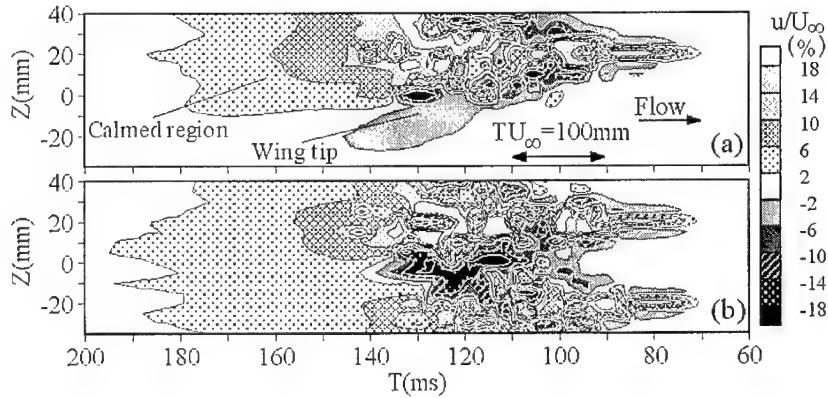 u/U∞
(%)
18
14
10
6
2
-2
-6
-10
-14
-18
40
20
0
-20
Z(mm)
Calmed region
Wing tip
Flow
TU∞=100mm
(a)
40
20
0
-20
Z(mm)
(b)
200 180 160 140 120 100 80 60
T(ms)